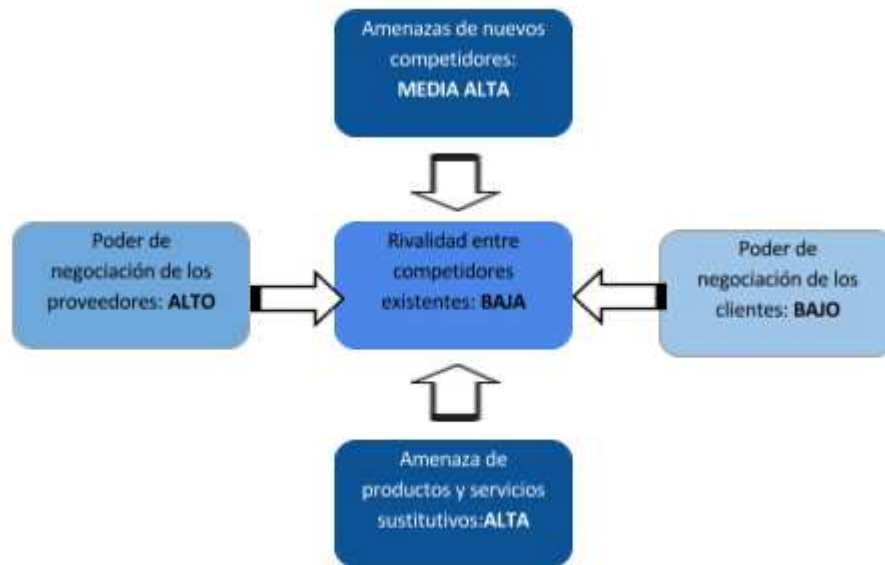 Amenazas de nuevos
competidores:
MEDIA ALTA
Poder de
negociación de los
proveedores: ALTO
Rivalidad entre
competidores
existentes: BAJA
Poder de
negociación de los
clientes: BAJO
Amenaza de
productos y servicios
sustitutivos:ALTA